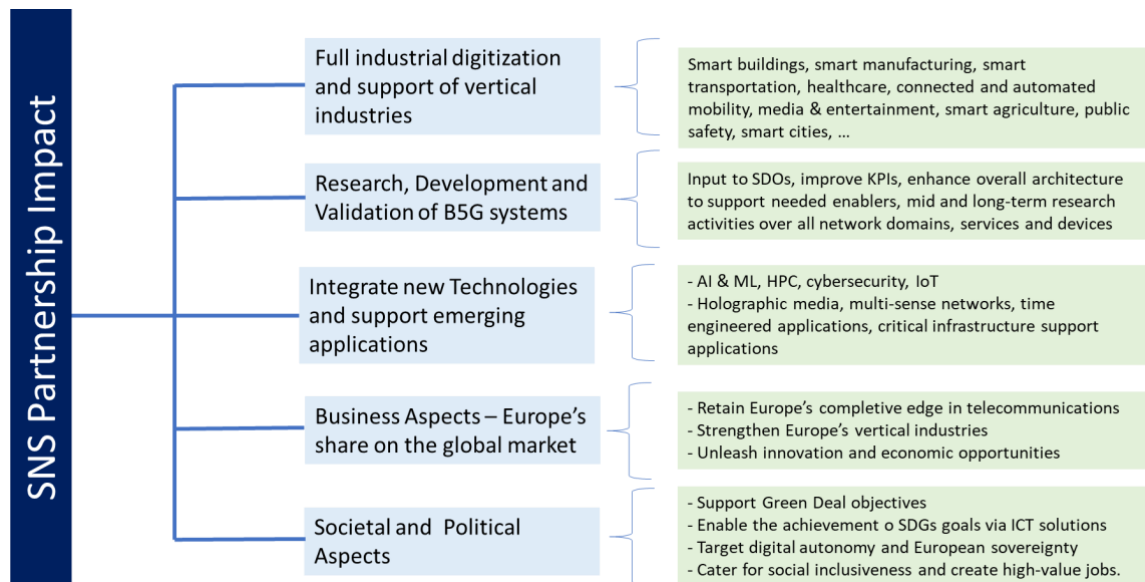 SNS Partnership Impact
Full industrial digitization
and support of vertical
industries
Smart buildings, smart manufacturing, smart
transportation, healthcare, connected and automated
mobility, media & entertainment, smart agriculture, public
safety, smart cities, ...
Research, Development and
Validation of B5G systems
Input to SDOs, improve KPIs, enhance overall architecture
to support needed enablers, mid and long-term research
activities over all network domains, services and devices
Integrate new Technologies
and support emerging
applications
- AI & ML, HPC, cybersecurity, IoT
- Holographic media, multi-sense networks, time
engineered applications, critical infrastructure support
applications
Business Aspects – Europe's
share on the global market
- Retain Europe's completive edge in telecommunications
- Strengthen Europe's vertical industries
- Unleash innovation and economic opportunities
Societal and Political
Aspects
- Support Green Deal objectives
- Enable the achievement o SDGs goals via ICT solutions
- Target digital autonomy and European sovereignty
- Cater for social inclusiveness and create high-value jobs.